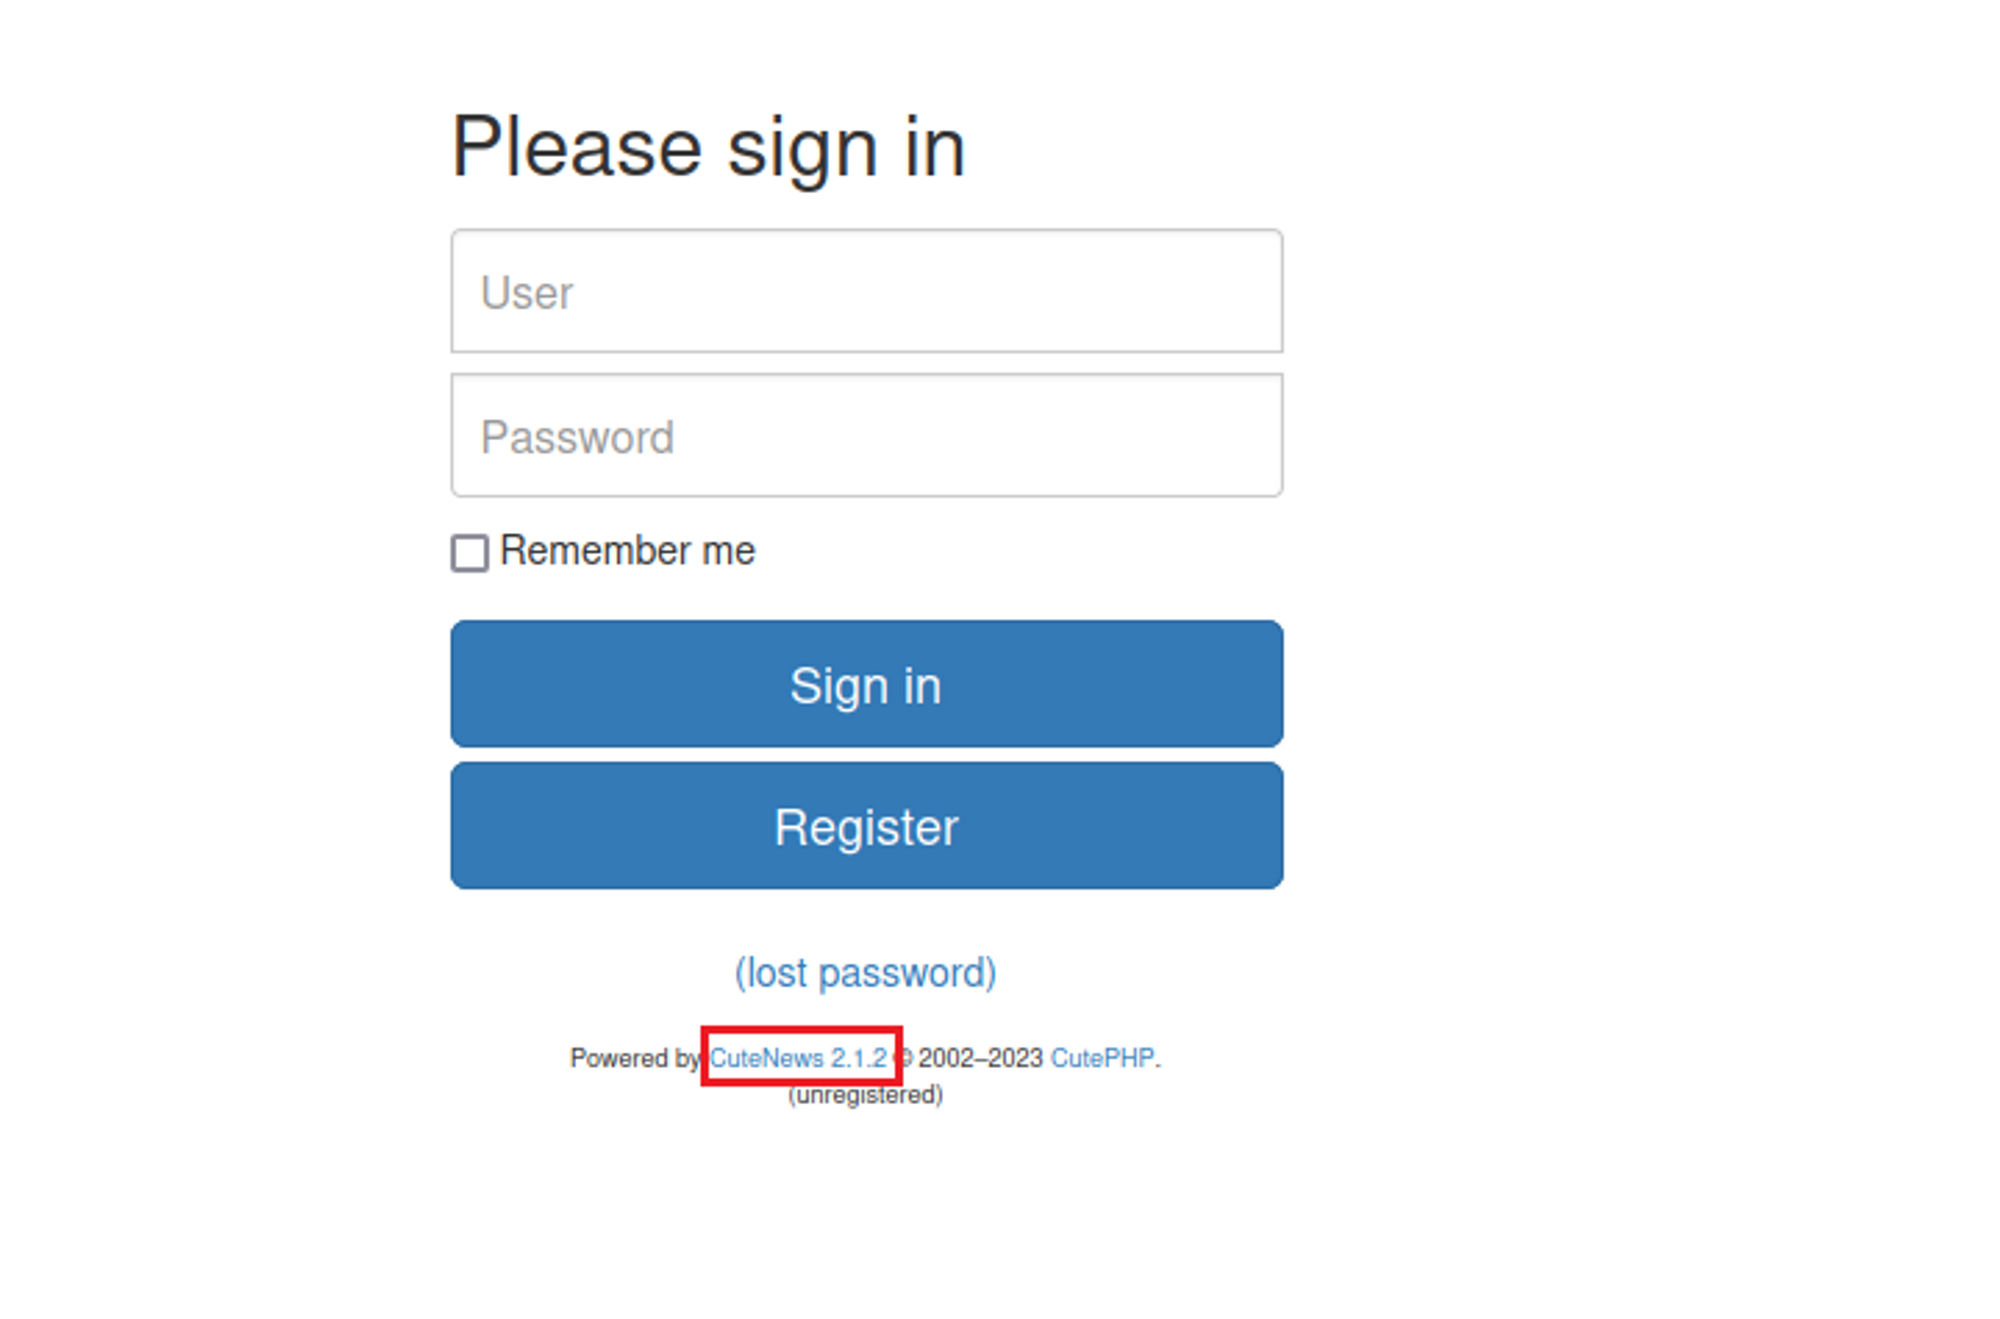 Please sign in
User
Password
Remember me
Sign in
Register
(lost password)
Powered by CuteNews 2.1.2 © 2002–2023 CutePHP.
(unregistered)